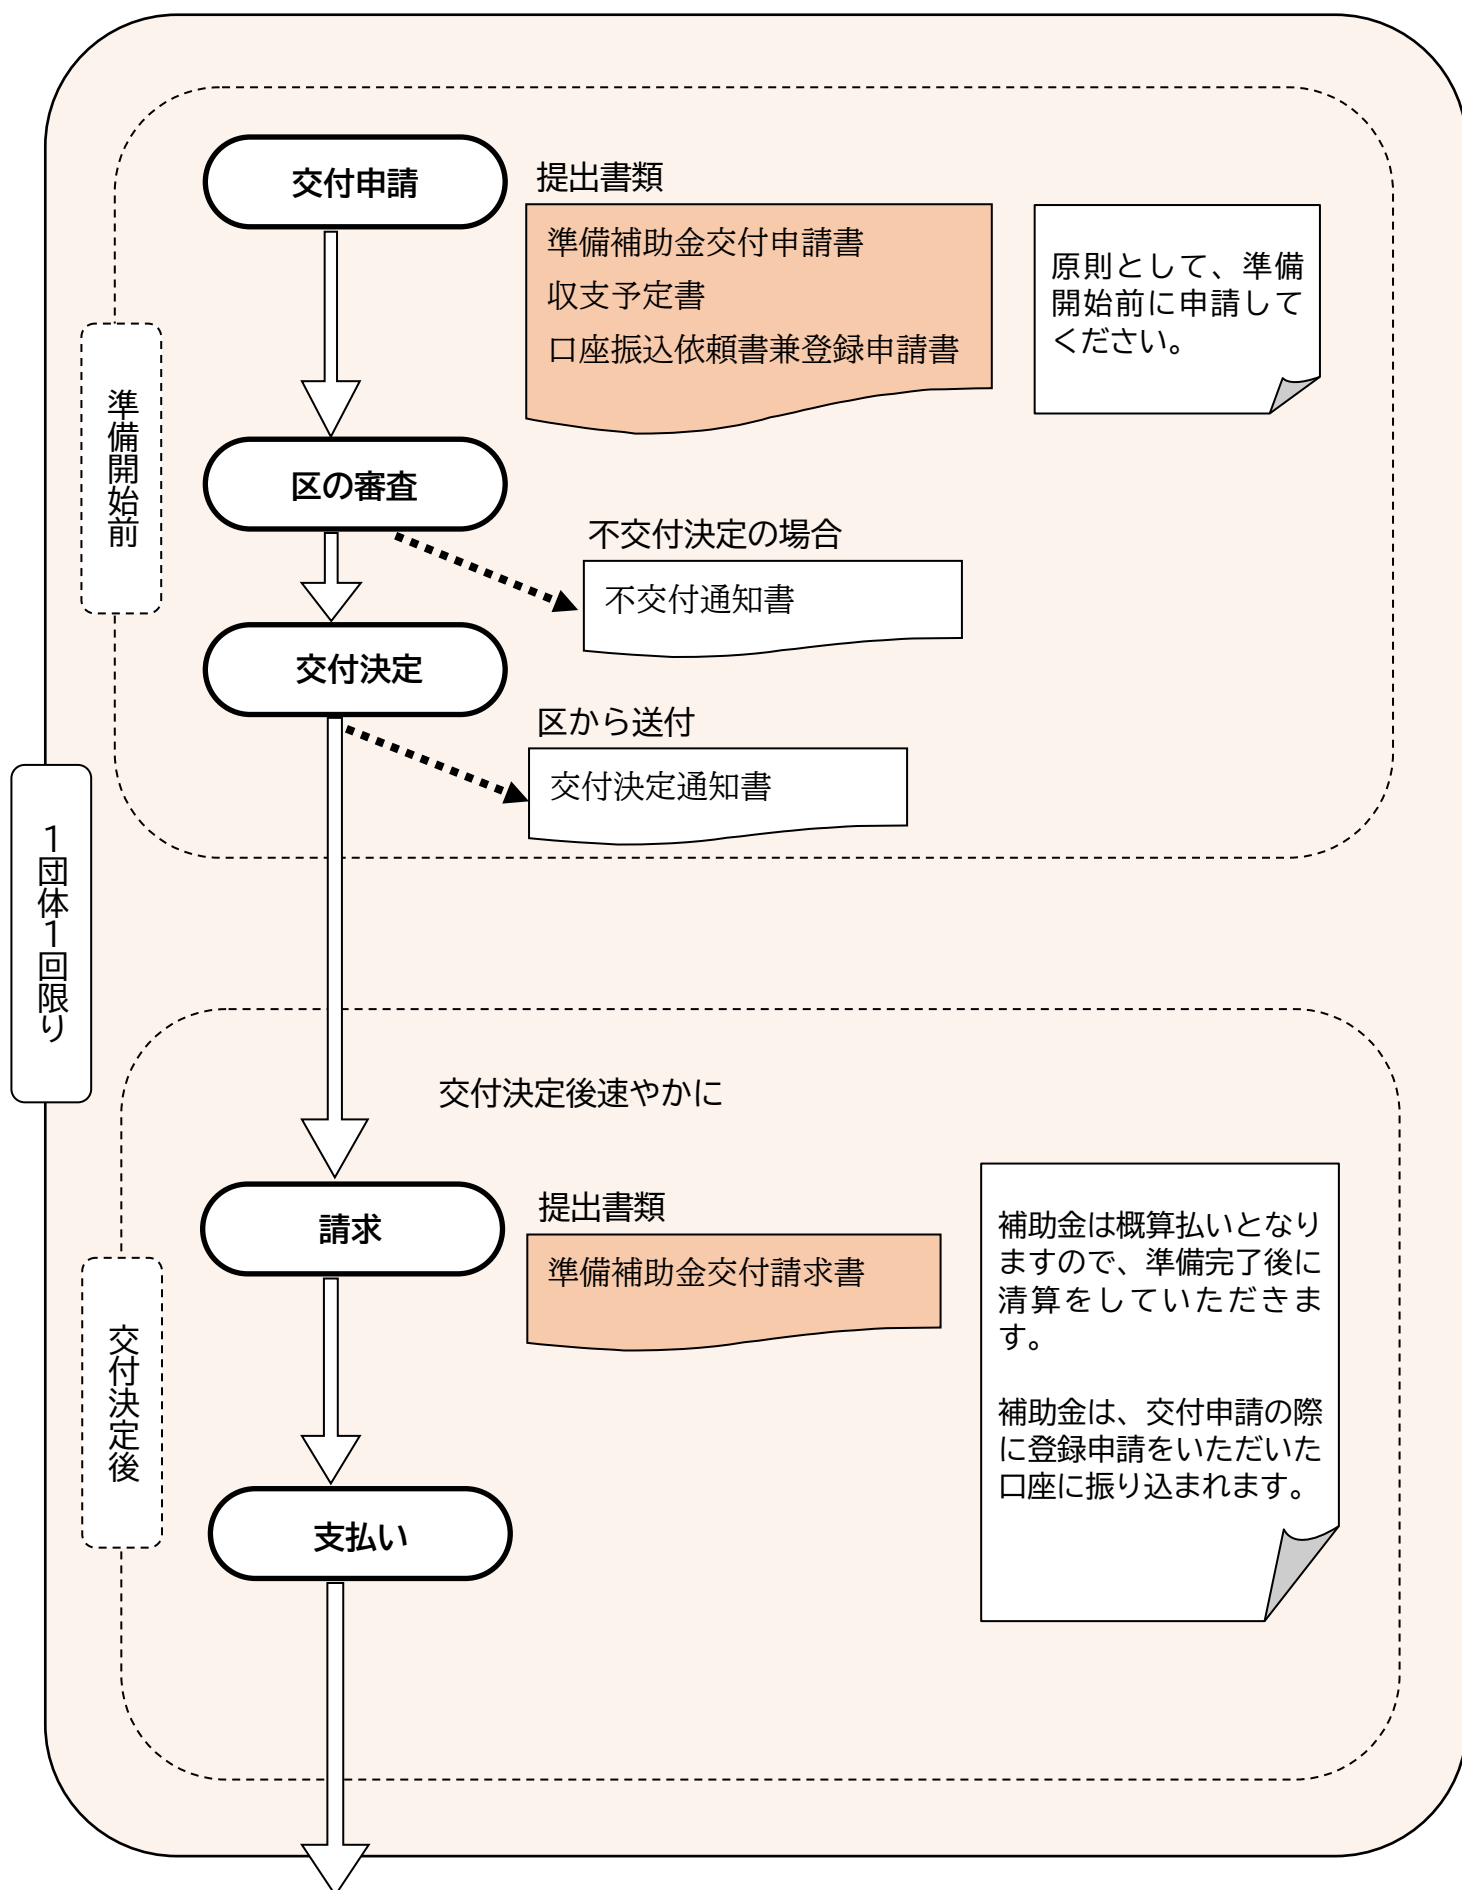 交付申請
提出書類
準備補助金交付申請書
収支予定書
口座振込依頼書兼登録申請書
原則として、準備
開始前に申請して
ください。
準備開始前
区の審査
不交付決定の場合
不交付通知書
交付決定
区から送付
交付決定通知書
１団体１回限り
交付決定後速やかに
請求
提出書類
準備補助金交付請求書
補助金は概算払いとなり
ますので、準備完了後に
清算をしていただきま
す。
補助金は、交付申請の際
に登録申請をいただいた
口座に振り込まれます。
交付決定後
支払い